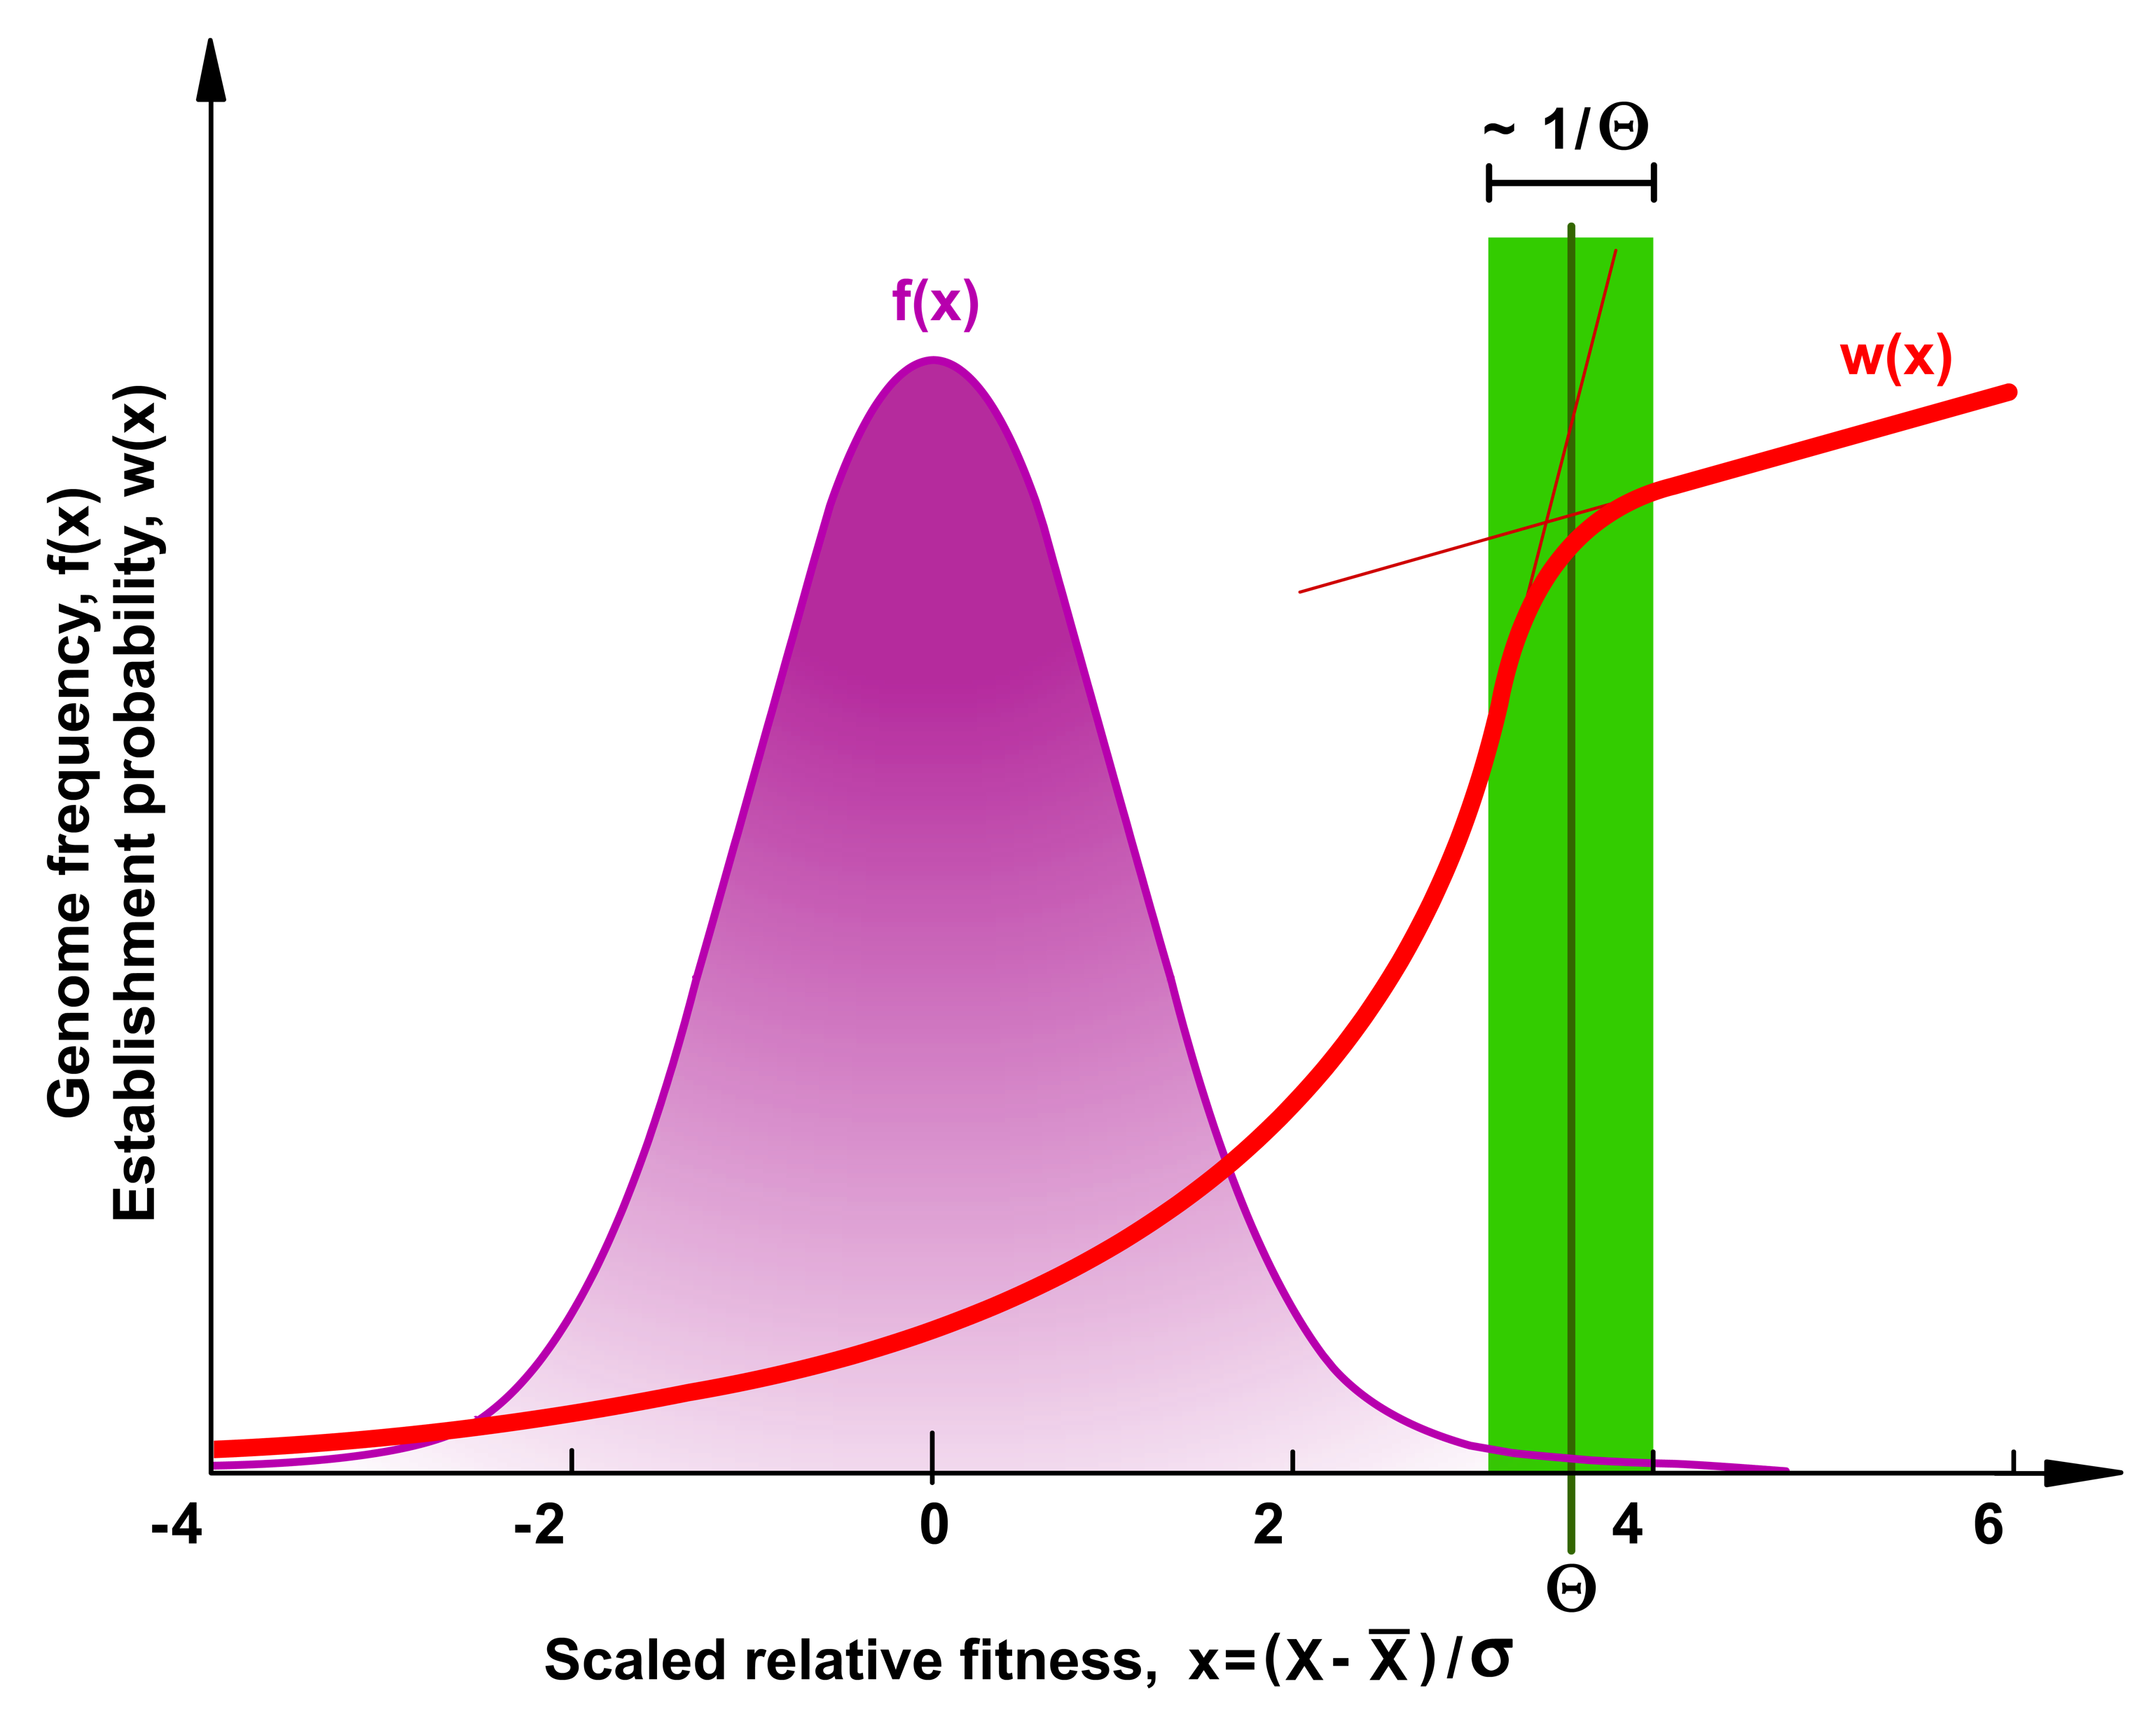 ~ 1/Θ
f(x)
w(x)
Genome frequency, f(x)
Establishment probability, w(x)
-4 -2 0 2 4 6
Θ
Scaled relative fitness, x=(X- X̅)/σ